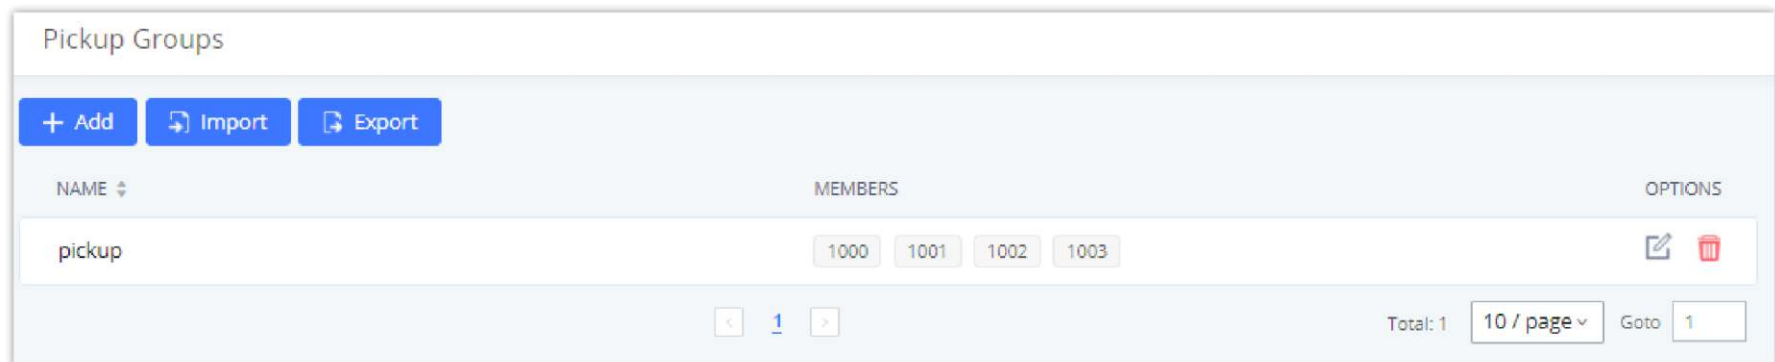 Pickup Groups
+ Add Import Export
NAME MEMBERS OPTIONS
pickup 1000 1001 1002 1003
< 1 > Total: 1 10 / page Goto 1